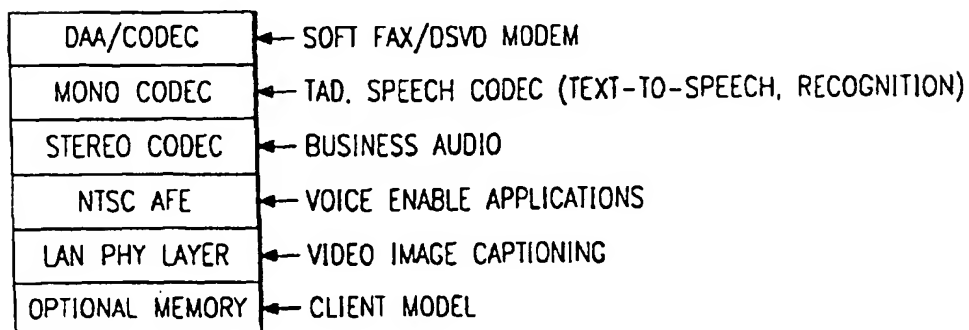 DAA/CODEC SOFT FAX/DSVD MODEM
MONO CODEC TAD, SPEECH CODEC (TEXT-TO-SPEECH, RECOGNITION)
STEREO CODEC BUSINESS AUDIO
NTSC AFE VOICE ENABLE APPLICATIONS
LAN PHY LAYER VIDEO IMAGE CAPTIONING
OPTIONAL MEMORY CLIENT MODEL